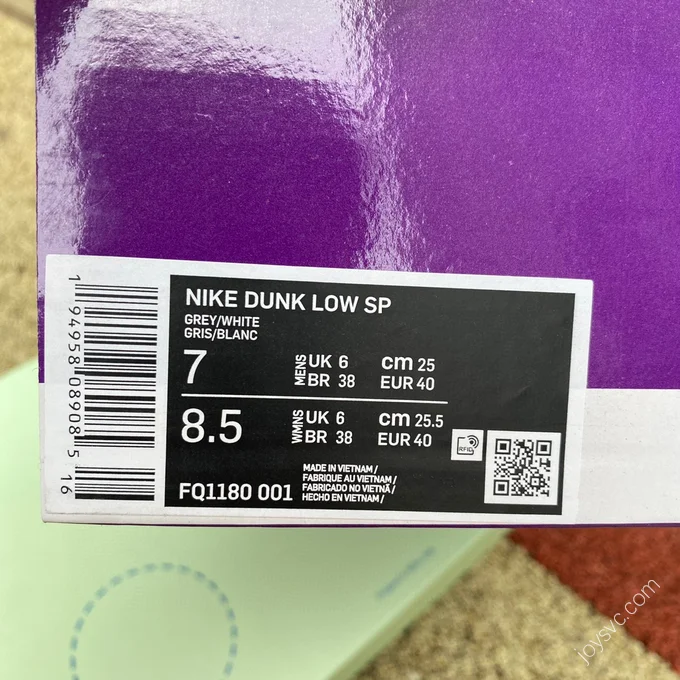 NIKE DUNK LOW SP
GREY/WHITE
GRIS/BLANC
7 MENS UK 6 cm 25
BR 38 EUR 40
8.5 WMNS UK 6 cm 25.5
BR 38 EUR 40
RFID
MADE IN VIETNAM /
FABRIQUE AU VIETNAM /
FABRICADO NO VIETNÃ /
HECHO EN VIETNAM /
FQ1180 001
1 94958 08908 5 16
joysvc.com